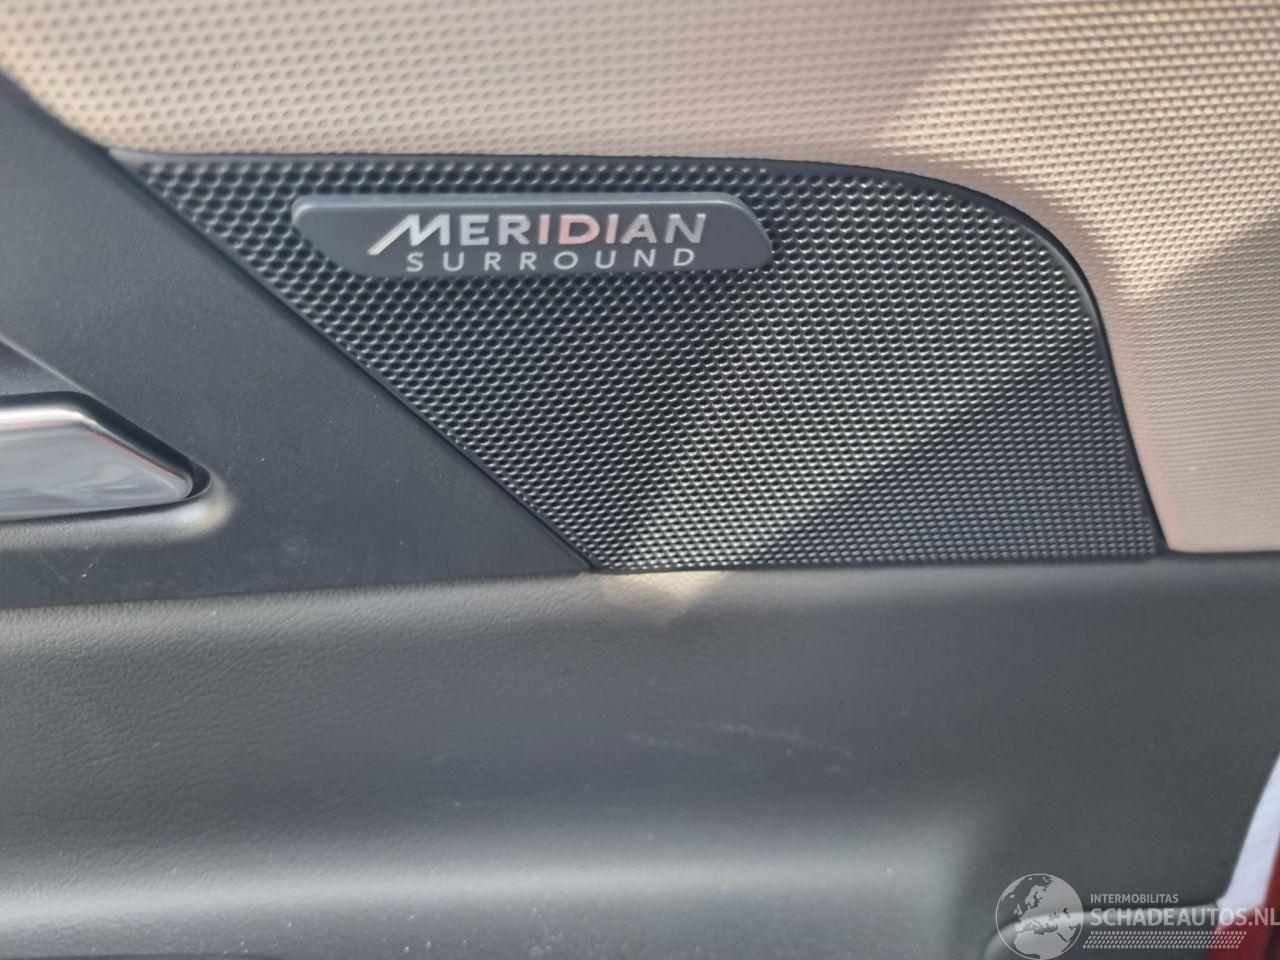 MERIDIAN
SURROUND
INTERMOBILITAS
SCHADEAUTOS.NL